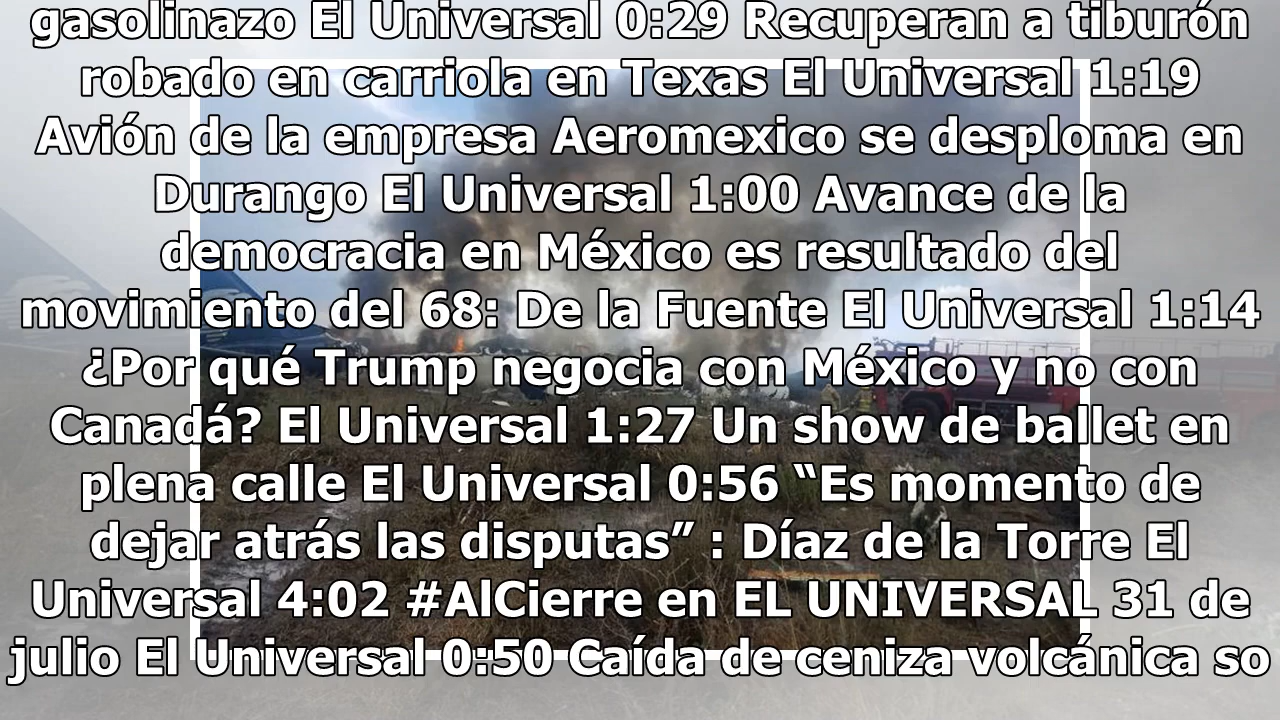 gasolinazo El Universal 0:29 Recuperan a tiburón
robado en carriola en Texas El Universal 1:19
Avión de la empresa Aeromexico se desploma en
Durango El Universal 1:00 Avance de la
democracia en México es resultado del
movimiento del 68: De la Fuente El Universal 1:14
¿Por qué Trump negocia con México y no con
Canadá? El Universal 1:27 Un show de ballet en
plena calle El Universal 0:56 “Es momento de
dejar atrás las disputas” : Díaz de la Torre El
Universal 4:02 #AlCierre en EL UNIVERSAL 31 de
julio El Universal 0:50 Caída de ceniza volcánica so